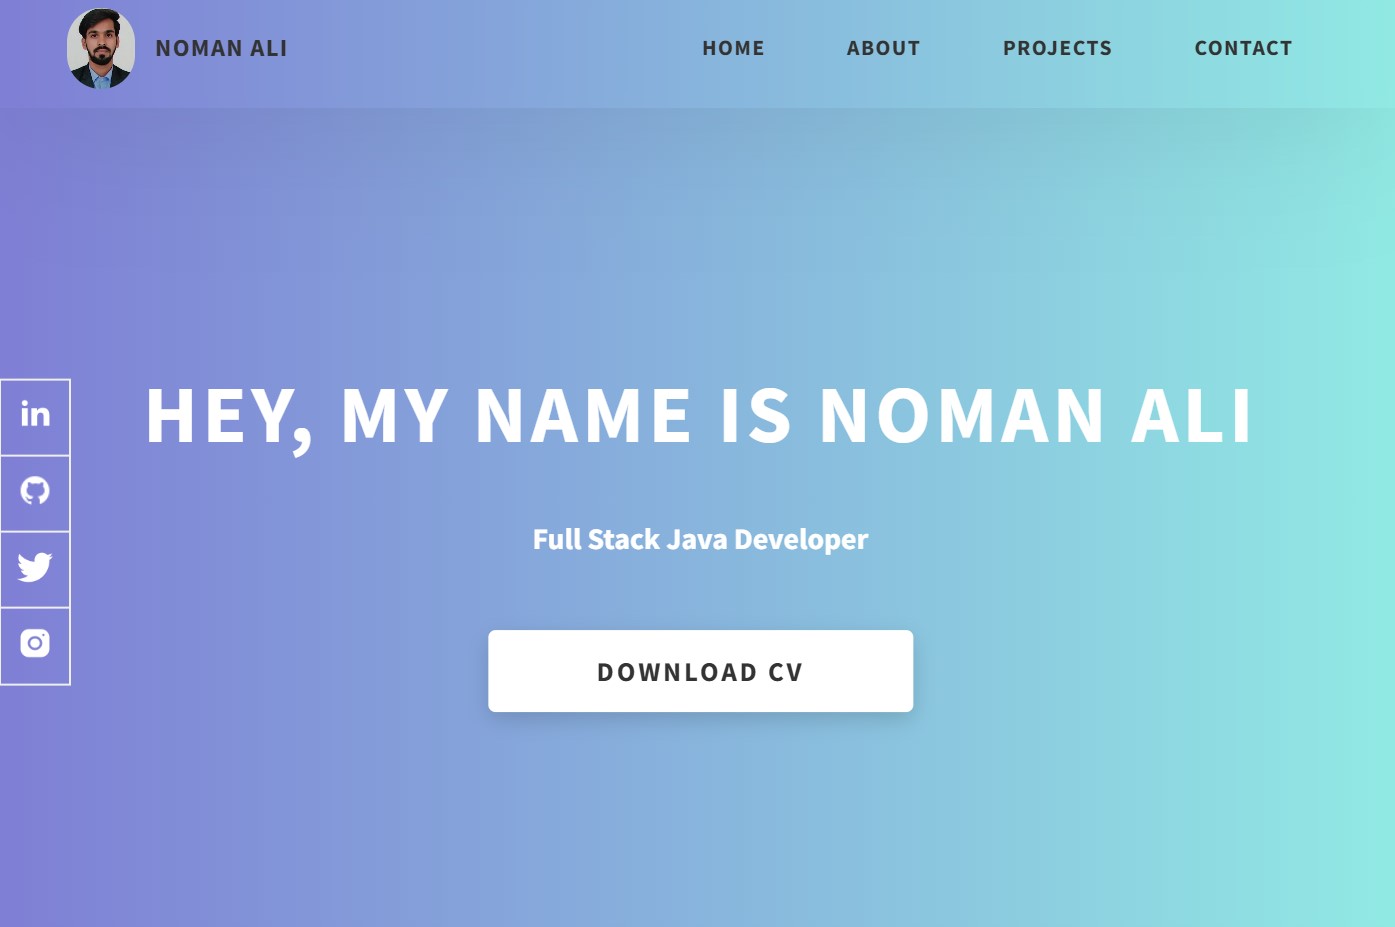 NOMAN ALI
HOME
ABOUT
PROJECTS
CONTACT
HEY, MY NAME IS NOMAN ALI
Full Stack Java Developer
DOWNLOAD CV
in